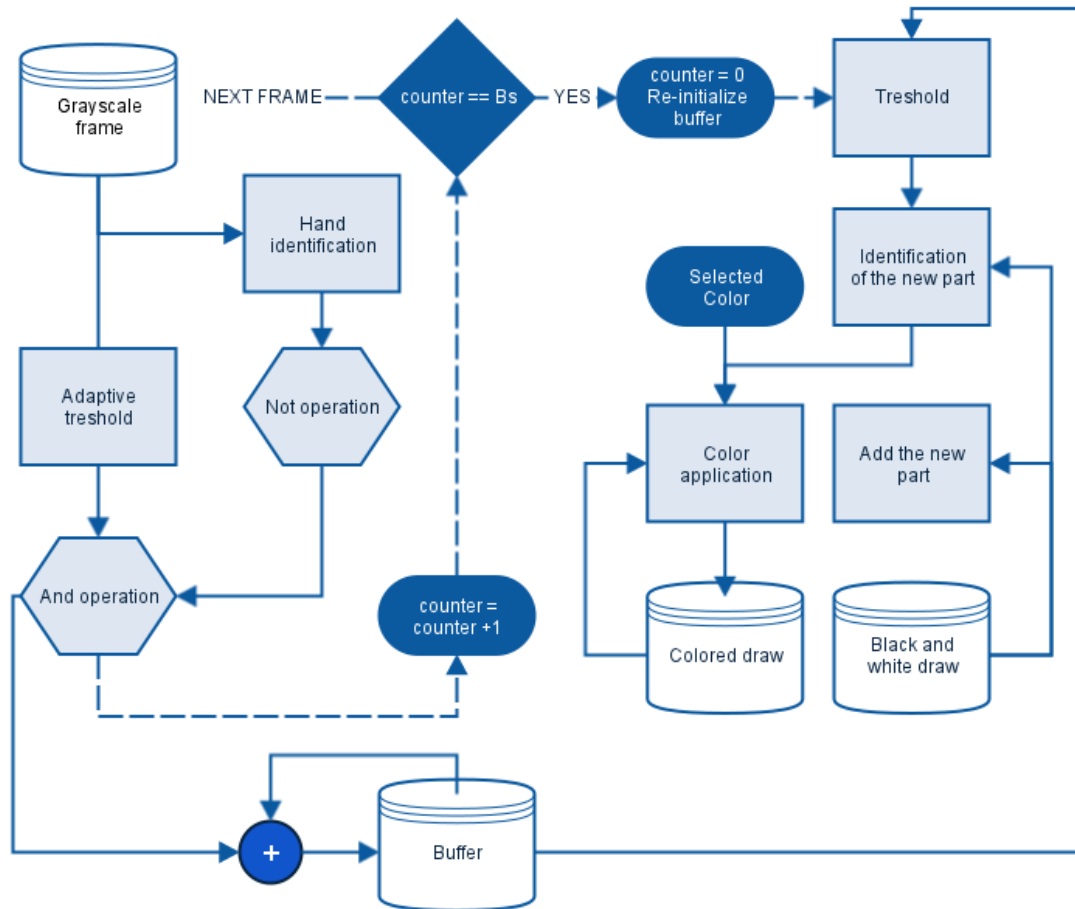 Grayscale
frame
NEXT FRAME
counter == Bs
YES
counter = 0
Re-initialize
buffer
Treshold
Hand
identification
Selected
Color
Identification
of the new part
Adaptive
treshold
Not operation
Color
application
Add the new
part
And operation
counter =
counter +1
Colored draw
Black and
white draw
+
Buffer